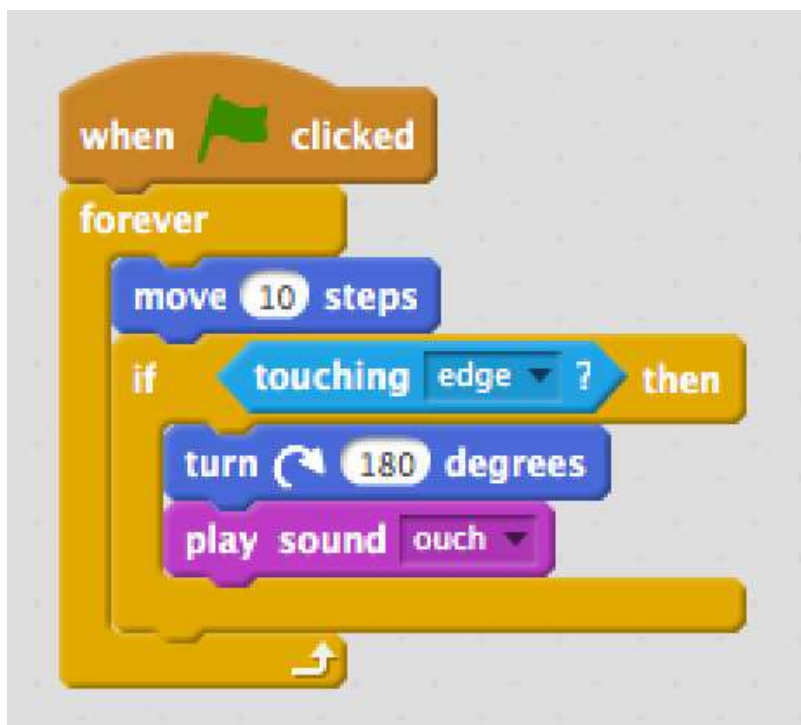 when clicked
forever
move 10 steps
if touching edge ? then
turn 180 degrees
play sound ouch